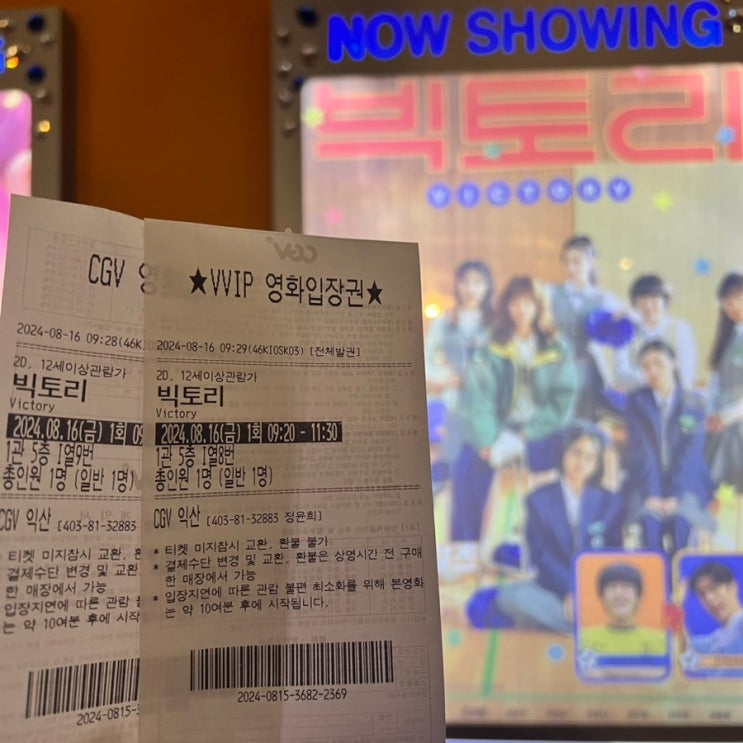 NOW SHOWING
빅토리
VICTORY
CGV
CGV 영
2024-08-16 09:28(46KIO
2D, 12세이상관람가
빅토리
Victory
2024.08.16(금) 1회 09
1관 5층 I열9번
총인원 1명 (일반 1명)
CGV 익산 [403-81-32883
* 티켓 미지참시 교환, 환
* 결제수단 변경 및 교환,
한 매장에서 가능
* 입장지연에 따른 관람
는 약 10여분 후에 시작
2024-0815-
★VVIP 영화입장권★
2024-08-16 09:29(46KIOSK03) [전체발권]
2D, 12세이상관람가
빅토리
Victory
2024.08.16(금) 1회 09:20 - 11:30
1관 5층 I열8번
총인원 1명 (일반 1명)
CGV 익산 [403-81-32883 정윤희]
* 티켓 미지참시 교환, 환불 불가
* 결제수단 변경 및 교환, 환불은 상영시간 전 구매
한 매장에서 가능
* 입장지연에 따른 관람 불편 최소화를 위해 본영화
는 약 10여분 후에 시작됩니다.
2024-0815-3682-2369